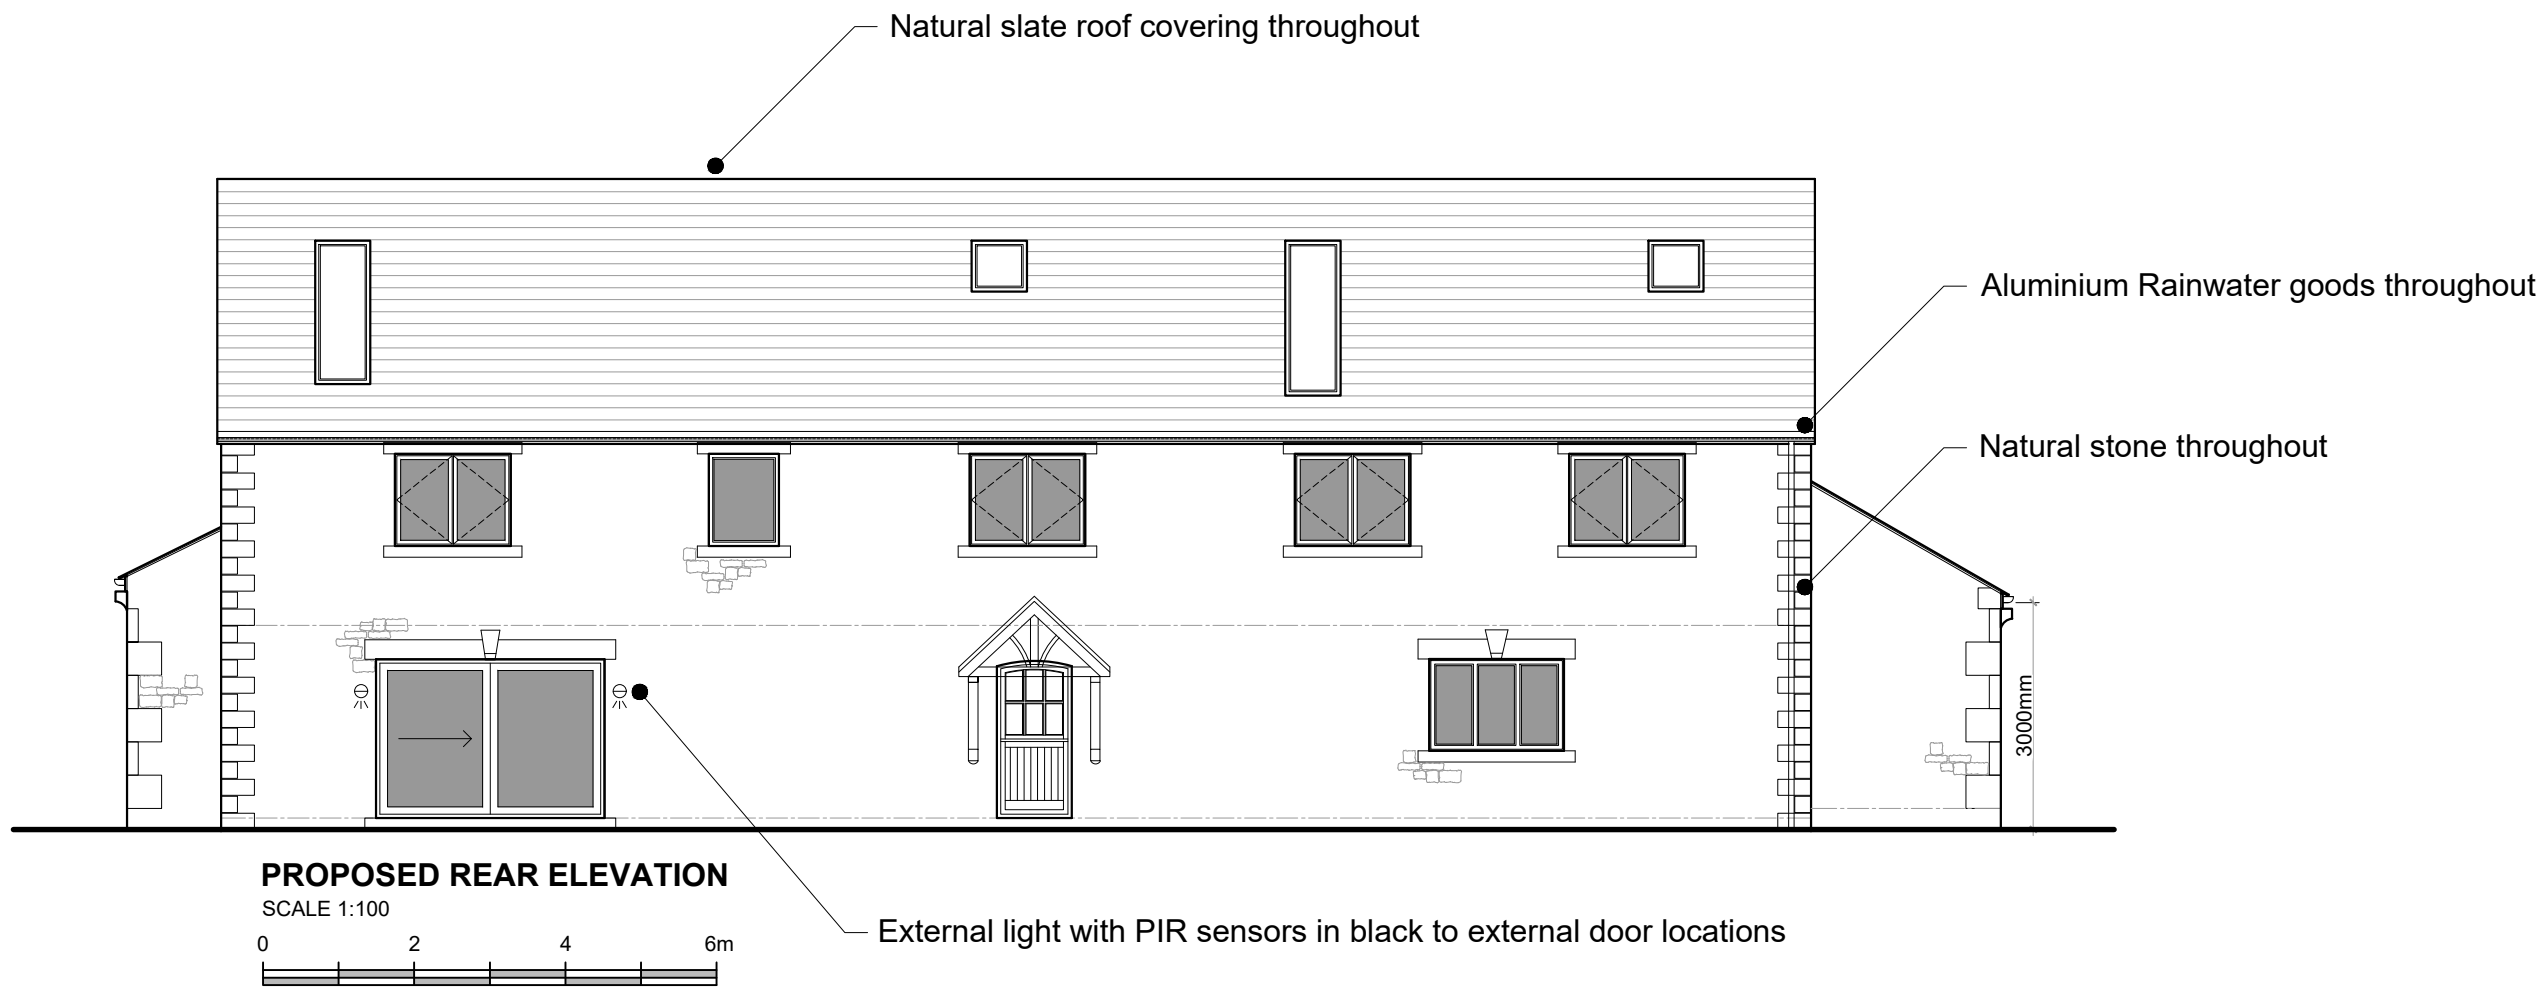 Natural slate roof covering throughout
Aluminium Rainwater goods throughout
Natural stone throughout
3000mm
PROPOSED REAR ELEVATION
SCALE 1:100
0 2 4 6m
External light with PIR sensors in black to external door locations